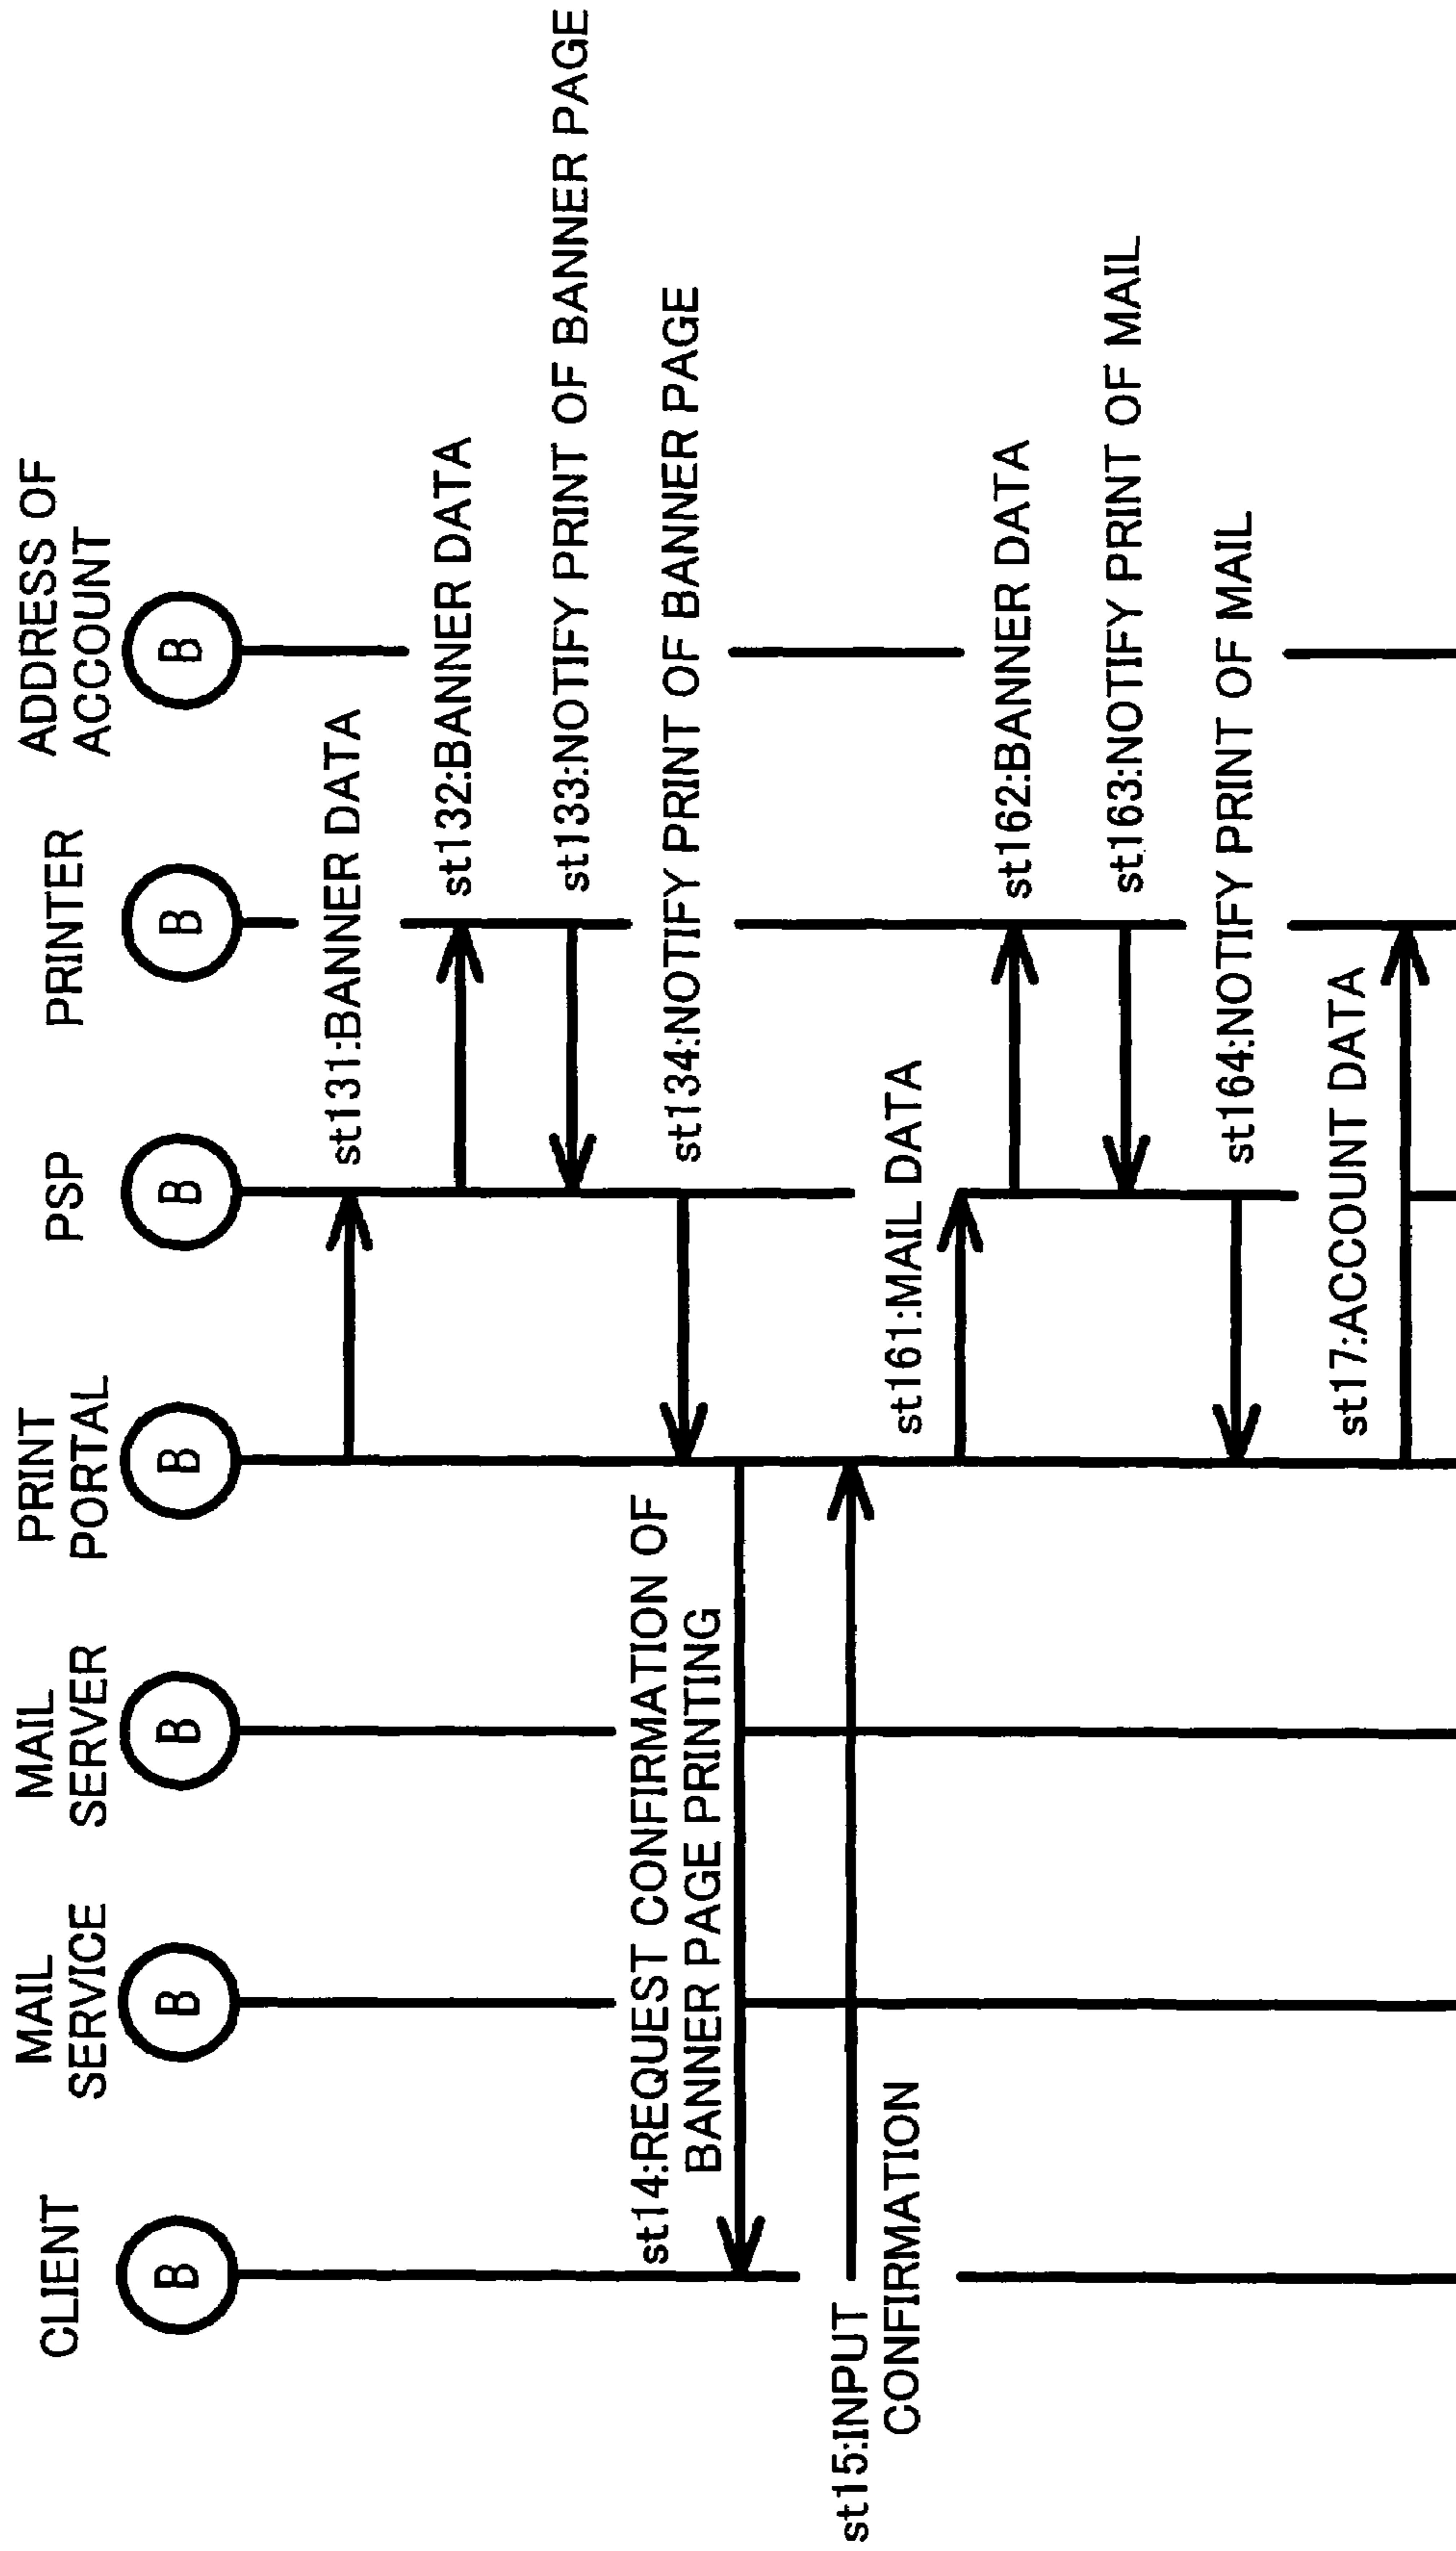 CLIENT
MAIL
SERVICE
MAIL
SERVER
PRINT
PORTAL
PSP
PRINTER
ADDRESS OF
ACCOUNT
B
B
B
B
B
B
B
st131:BANNER DATA
st132:BANNER DATA
st133:NOTIFY PRINT OF BANNER PAGE
st134:NOTIFY PRINT OF BANNER PAGE
st14:REQUEST CONFIRMATION OF
BANNER PAGE PRINTING
st15:INPUT
CONFIRMATION
st161:MAIL DATA
st162:BANNER DATA
st163:NOTIFY PRINT OF MAIL
st164:NOTIFY PRINT OF MAIL
st17:ACCOUNT DATA